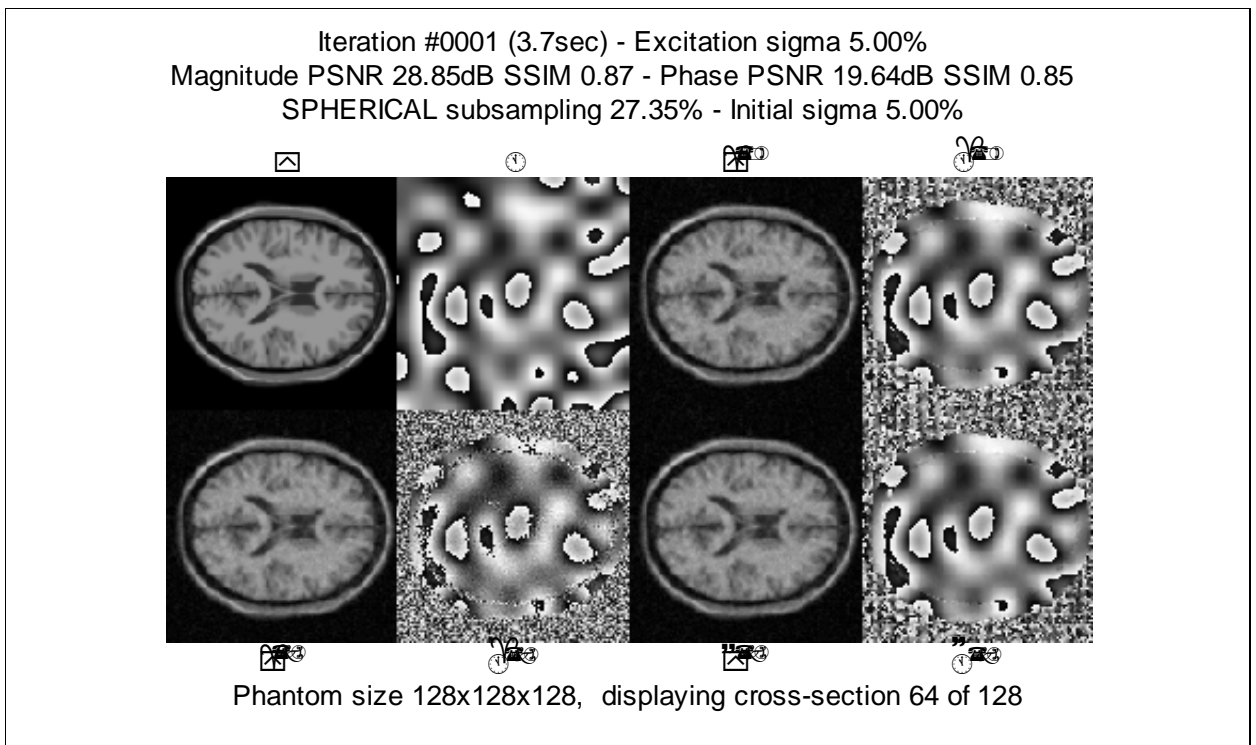 Iteration #0001 (3.7sec) - Excitation sigma 5.00%
Magnitude PSNR 28.85dB SSIM 0.87 - Phase PSNR 19.64dB SSIM 0.85
SPHERICAL subsampling 27.35% - Initial sigma 5.00%
Phantom size 128x128x128, displaying cross-section 64 of 128